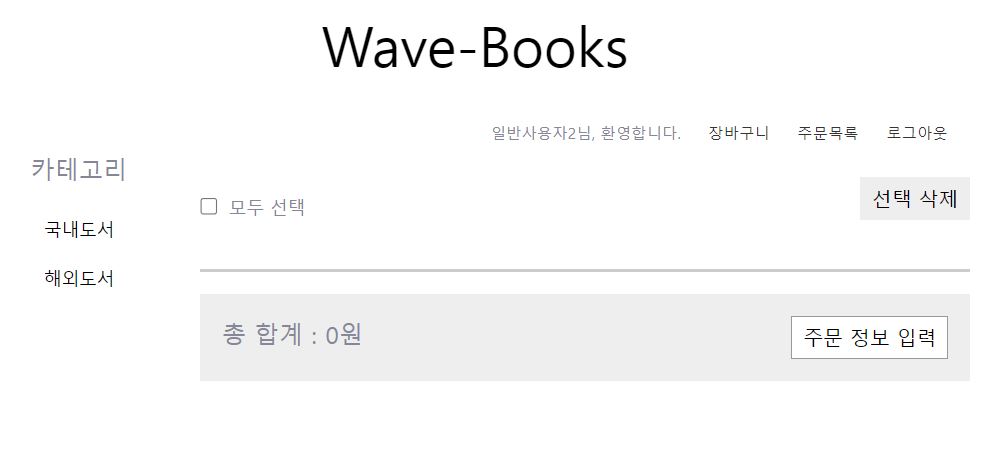 Wave-Books
일반사용자2님, 환영합니다. 장바구니 주문목록 로그아웃
카테고리
국내도서
해외도서
모두 선택 선택 삭제
총 합계 : 0원 주문 정보 입력